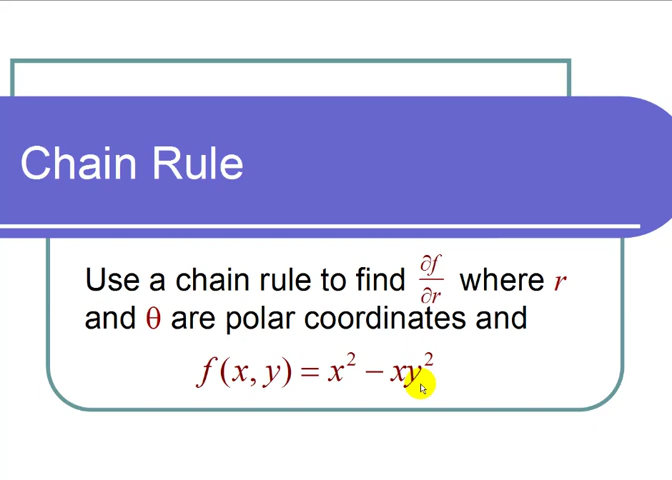 Chain Rule
Use a chain rule to find ∂f/∂r where r
and θ are polar coordinates and
f(x, y) = x² − xy²